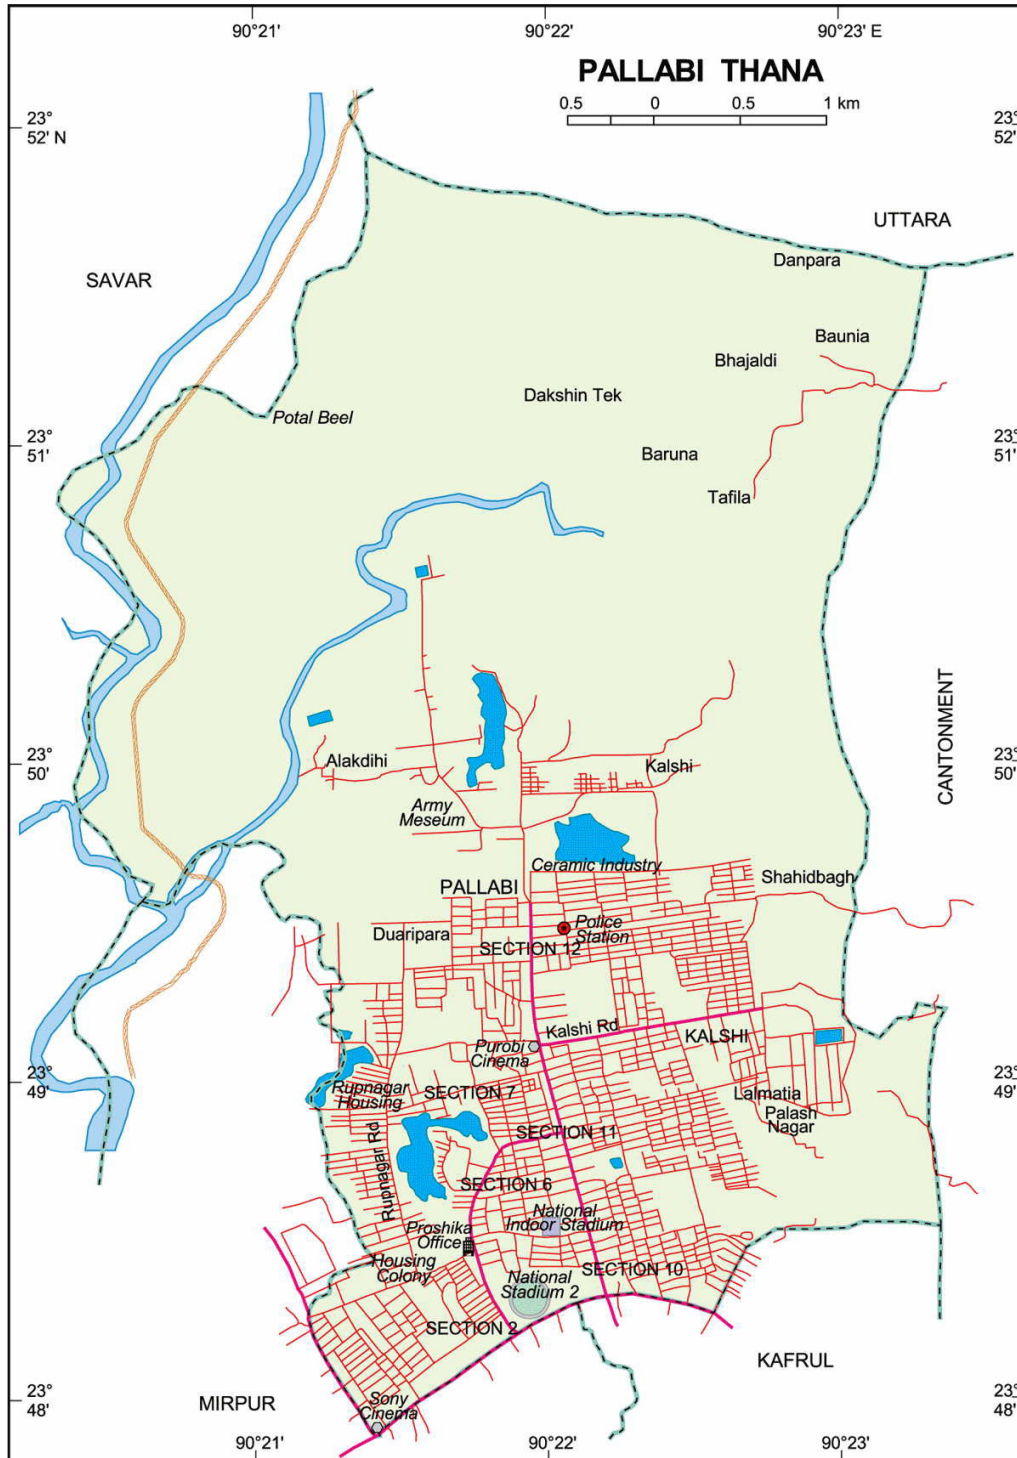 90°21'
90°22'
90°23' E
PALLABI THANA
0.5 0 0.5 1 km
23°
52' N
23°
52'
UTTARA
Danpara
SAVAR
Baunia
Bhajaldi
Dakshin Tek
Potal Beel
23°
51'
23°
51'
Baruna
Tafila
CANTONMENT
23°
50'
23°
50'
Alakdihi
Kalshi
Army
Meseum
Ceramic Industry
Shahidbagh
PALLABI
Police
Station
Duaripara
SECTION 12
Kalshi Rd
KALSHI
Purobi
Cinema
23°
49'
23°
49'
Rupnagar
Housing
SECTION 7
Lalmatia
Palash
Nagar
SECTION 11
Rupnagar Rd
SECTION 6
National
Indoor Stadium
Proshika
Office
Housing
Colony
SECTION 10
National
Stadium 2
SECTION 2
KAFRUL
23°
48'
23°
48'
MIRPUR
Sony
Cinema
90°21'
90°22'
90°23'